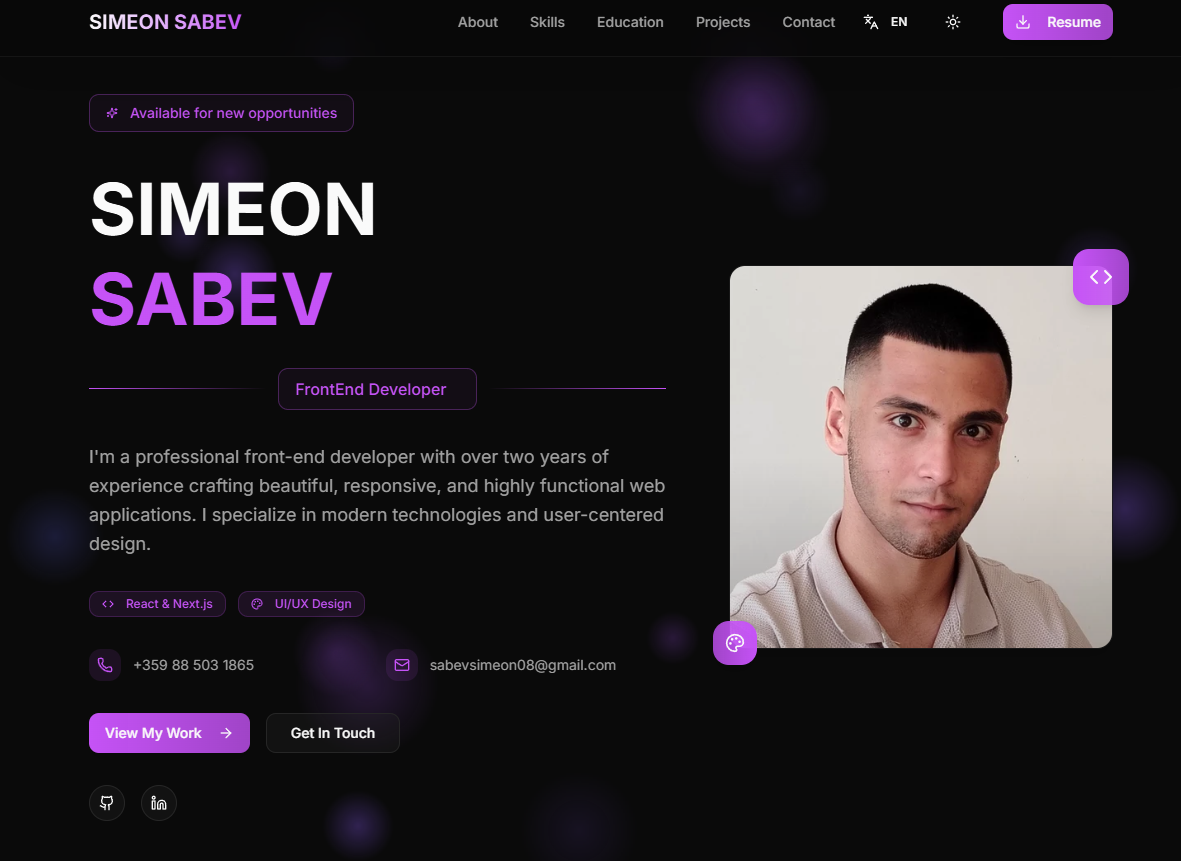 SIMEON SABEV
About Skills Education Projects Contact EN Resume
Available for new opportunities
SIMEON
SABEV
FrontEnd Developer
I'm a professional front-end developer with over two years of
experience crafting beautiful, responsive, and highly functional web
applications. I specialize in modern technologies and user-centered
design.
React & Next.js UI/UX Design
+359 88 503 1865 sabevsimeon08@gmail.com
View My Work Get In Touch